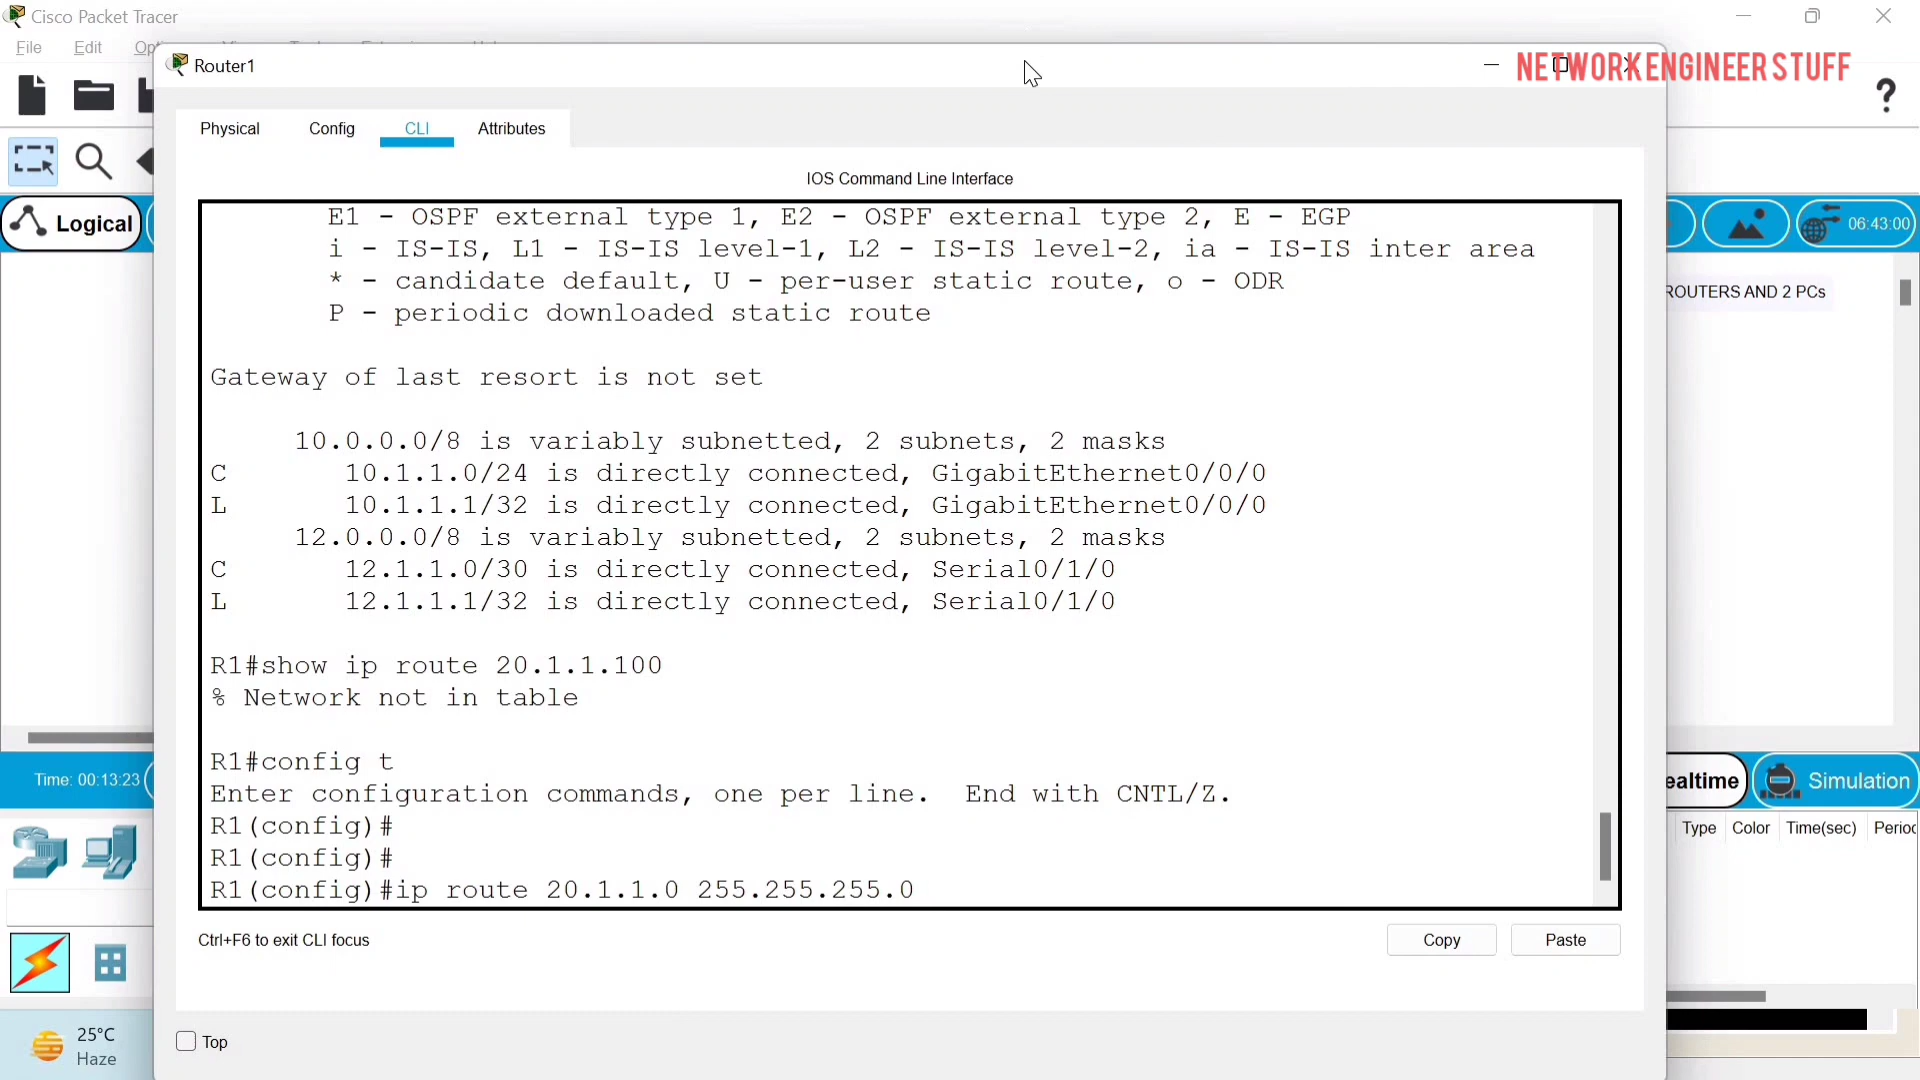 Cisco Packet Tracer
File Edit
Router1
NETWORK ENGINEER STUFF
?
Physical Config CLI Attributes
IOS Command Line Interface
Logical
06:43:00
E1 - OSPF external type 1, E2 - OSPF external type 2, E - EGP
i - IS-IS, L1 - IS-IS level-1, L2 - IS-IS level-2, ia - IS-IS inter area
* - candidate default, U - per-user static route, o - ODR
P - periodic downloaded static route
ROUTERS AND 2 PCs
Gateway of last resort is not set
10.0.0.0/8 is variably subnetted, 2 subnets, 2 masks
C 10.1.1.0/24 is directly connected, GigabitEthernet0/0/0
L 10.1.1.1/32 is directly connected, GigabitEthernet0/0/0
12.0.0.0/8 is variably subnetted, 2 subnets, 2 masks
C 12.1.1.0/30 is directly connected, Serial0/1/0
L 12.1.1.1/32 is directly connected, Serial0/1/0
R1#show ip route 20.1.1.100
% Network not in table
R1#config t
Enter configuration commands, one per line. End with CNTL/Z.
R1(config)#
R1(config)#
R1(config)#ip route 20.1.1.0 255.255.255.0
Time: 00:13:23
ealtime Simulation
Type Color Time(sec) Perioc
Ctrl+F6 to exit CLI focus
Copy Paste
Top
25°C
Haze